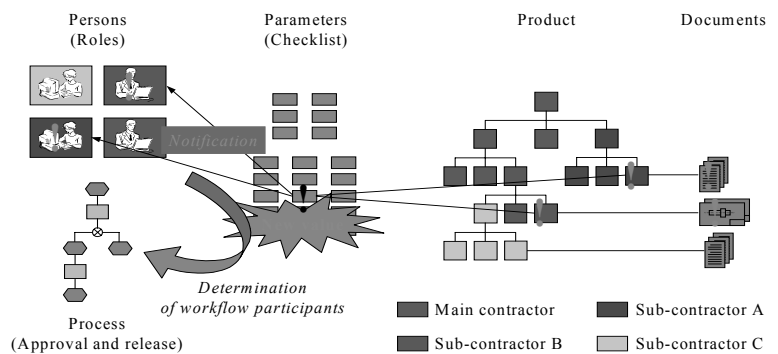 Persons
(Roles)
Parameters
(Checklist)
Product
Documents
Notification
Determination
of workflow participants
Process
(Approval and release)
Main contractor
Sub-contractor A
Sub-contractor B
Sub-contractor C